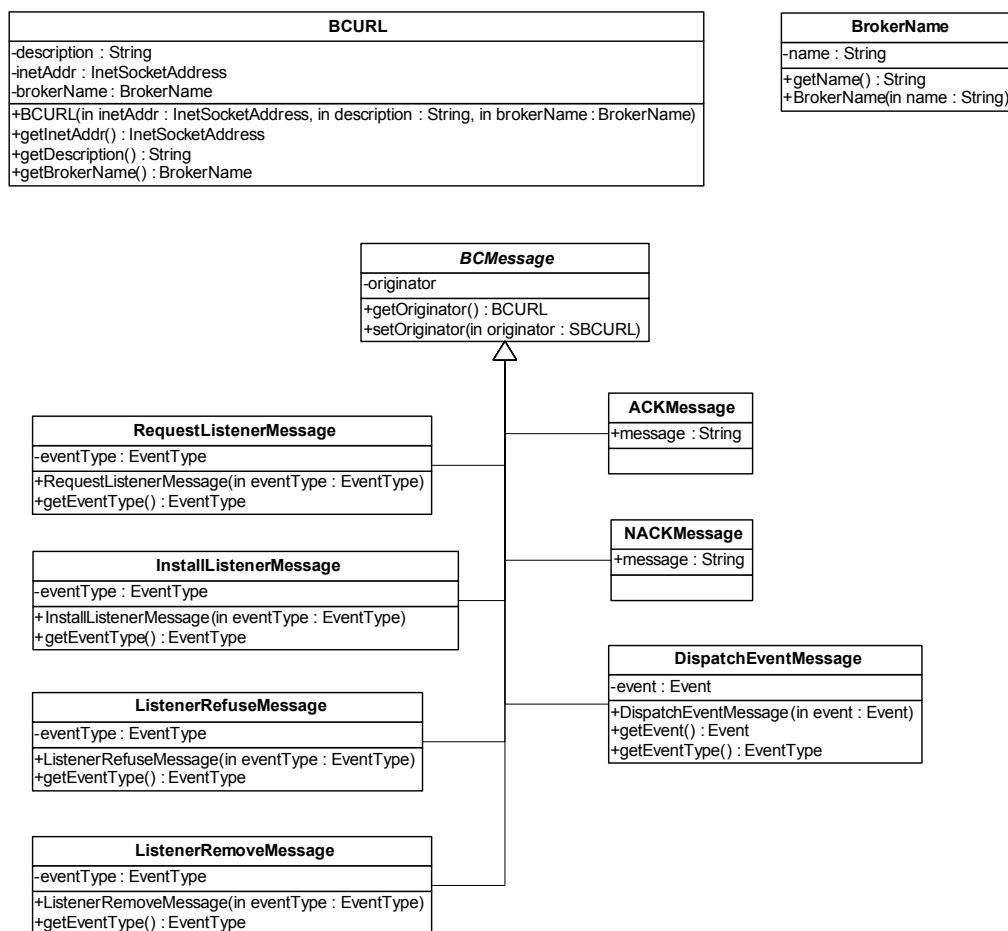 BCURL
-description : String
-inetAddr : InetSocketAddress
-brokerName : BrokerName
+BCURL(in inetAddr : InetSocketAddress, in description : String, in brokerName : BrokerName)
+getInetAddr() : InetSocketAddress
+getDescription() : String
+getBrokerName() : BrokerName
BrokerName
-name : String
+getName() : String
+BrokerName(in name : String)
BCMessage
-originator
+getOriginator() : BCURL
+setOriginator(in originator : SBCURL)
RequestListenerMessage
-eventType : EventType
+RequestListenerMessage(in eventType : EventType)
+getEventType() : EventType
InstallListenerMessage
-eventType : EventType
+InstallListenerMessage(in eventType : EventType)
+getEventType() : EventType
ListenerRefuseMessage
-eventType : EventType
+ListenerRefuseMessage(in eventType : EventType)
+getEventType() : EventType
ListenerRemoveMessage
-eventType : EventType
+ListenerRemoveMessage(in eventType : EventType)
+getEventType() : EventType
ACKMessage
+message : String
NACKMessage
+message : String
DispatchEventMessage
-event : Event
+DispatchEventMessage(in event : Event)
+getEvent() : Event
+getEventType() : EventType